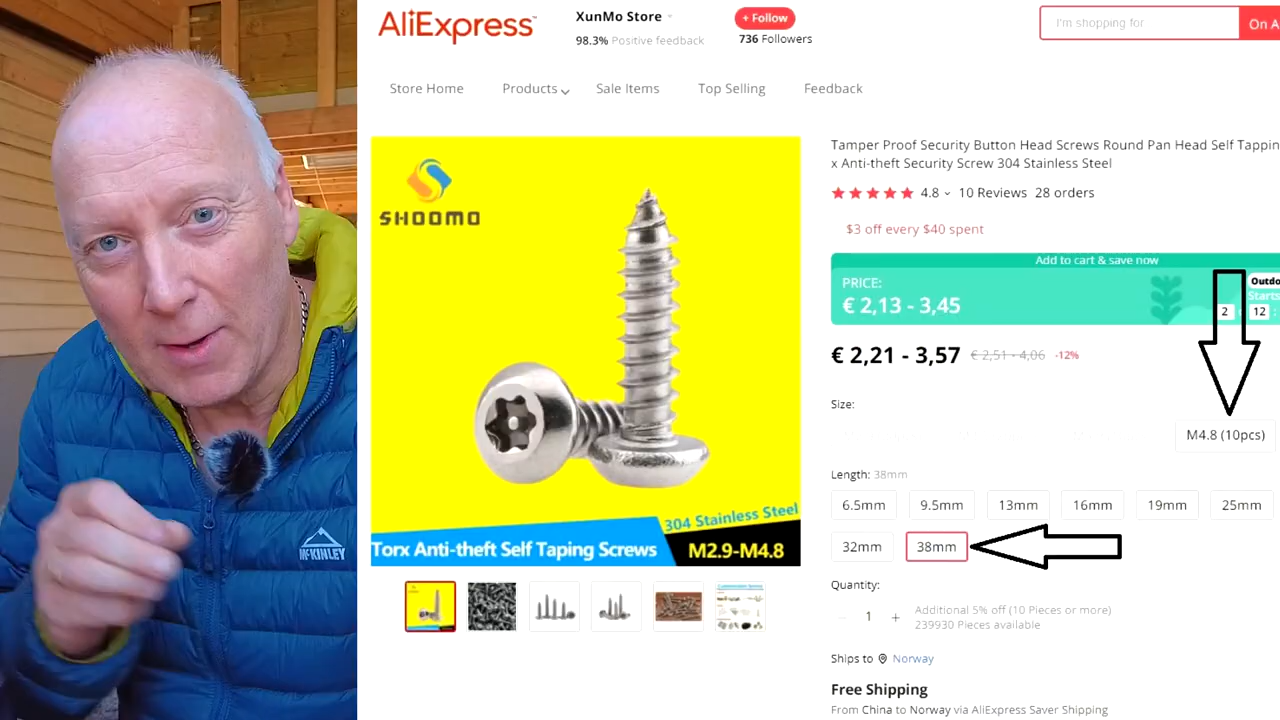 AliExpress
XunMo Store
98.3% Positive feedback
+ Follow
736 Followers
I'm shopping for
On A
Store Home
Products
Sale Items
Top Selling
Feedback
SHOOMO
304 Stainless Steel
Torx Anti-theft Self Taping Screws
M2.9-M4.8
Tamper Proof Security Button Head Screws Round Pan Head Self Tappin
x Anti-theft Security Screw 304 Stainless Steel
4.8
10 Reviews
28 orders
$3 off every $40 spent
Add to cart & save now
PRICE:
€ 2,13 - 3,45
Outdo
Starts
2
12 :
€ 2,21 - 3,57
€ 2,51 - 4,06
-12%
Size:
M4.8 (10pcs)
Length: 38mm
6.5mm
9.5mm
13mm
16mm
19mm
25mm
32mm
38mm
Quantity:
1
+
Additional 5% off (10 Pieces or more)
239930 Pieces available
Ships to Norway
Free Shipping
From China to Norway via AliExpress Saver Shipping
McKINLEY